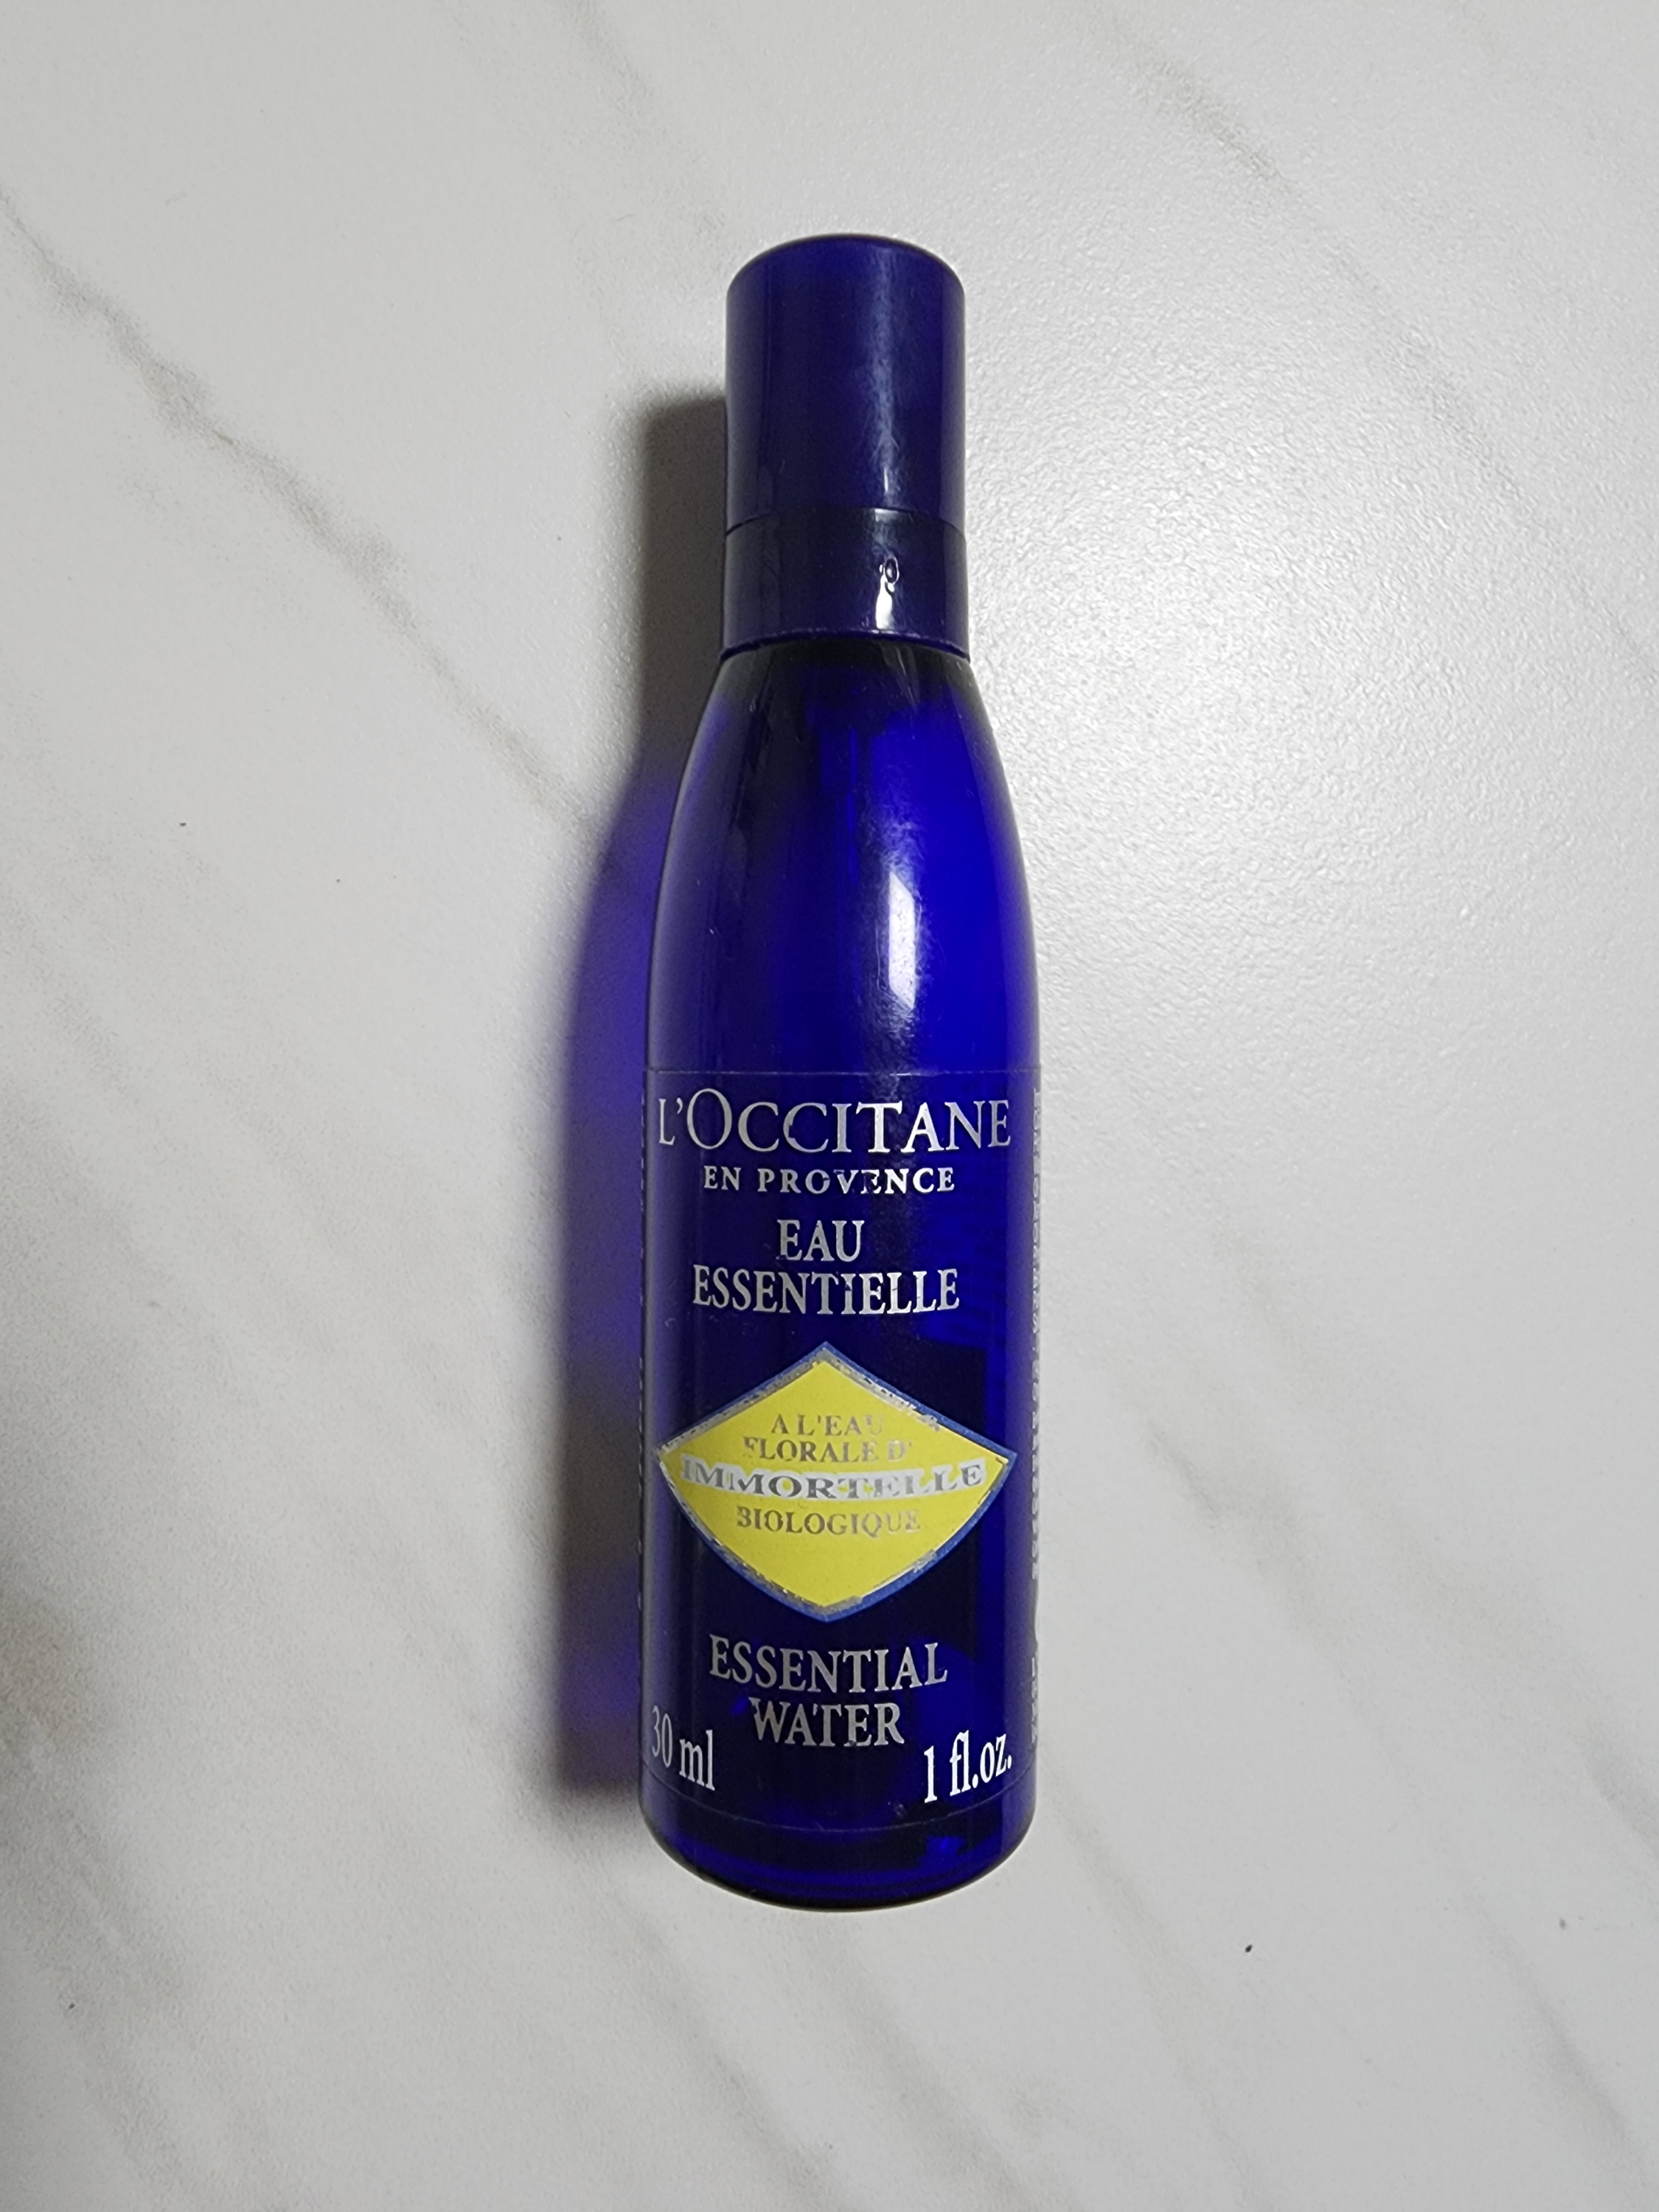 L'OCCITANE
EN PROVENCE
EAU
ESSENTIELLE
A L'EAU
FLORALE D'
IMMORTELLE
BIOLOGIQUE
ESSENTIAL
WATER
30 ml
1 fl.oz.